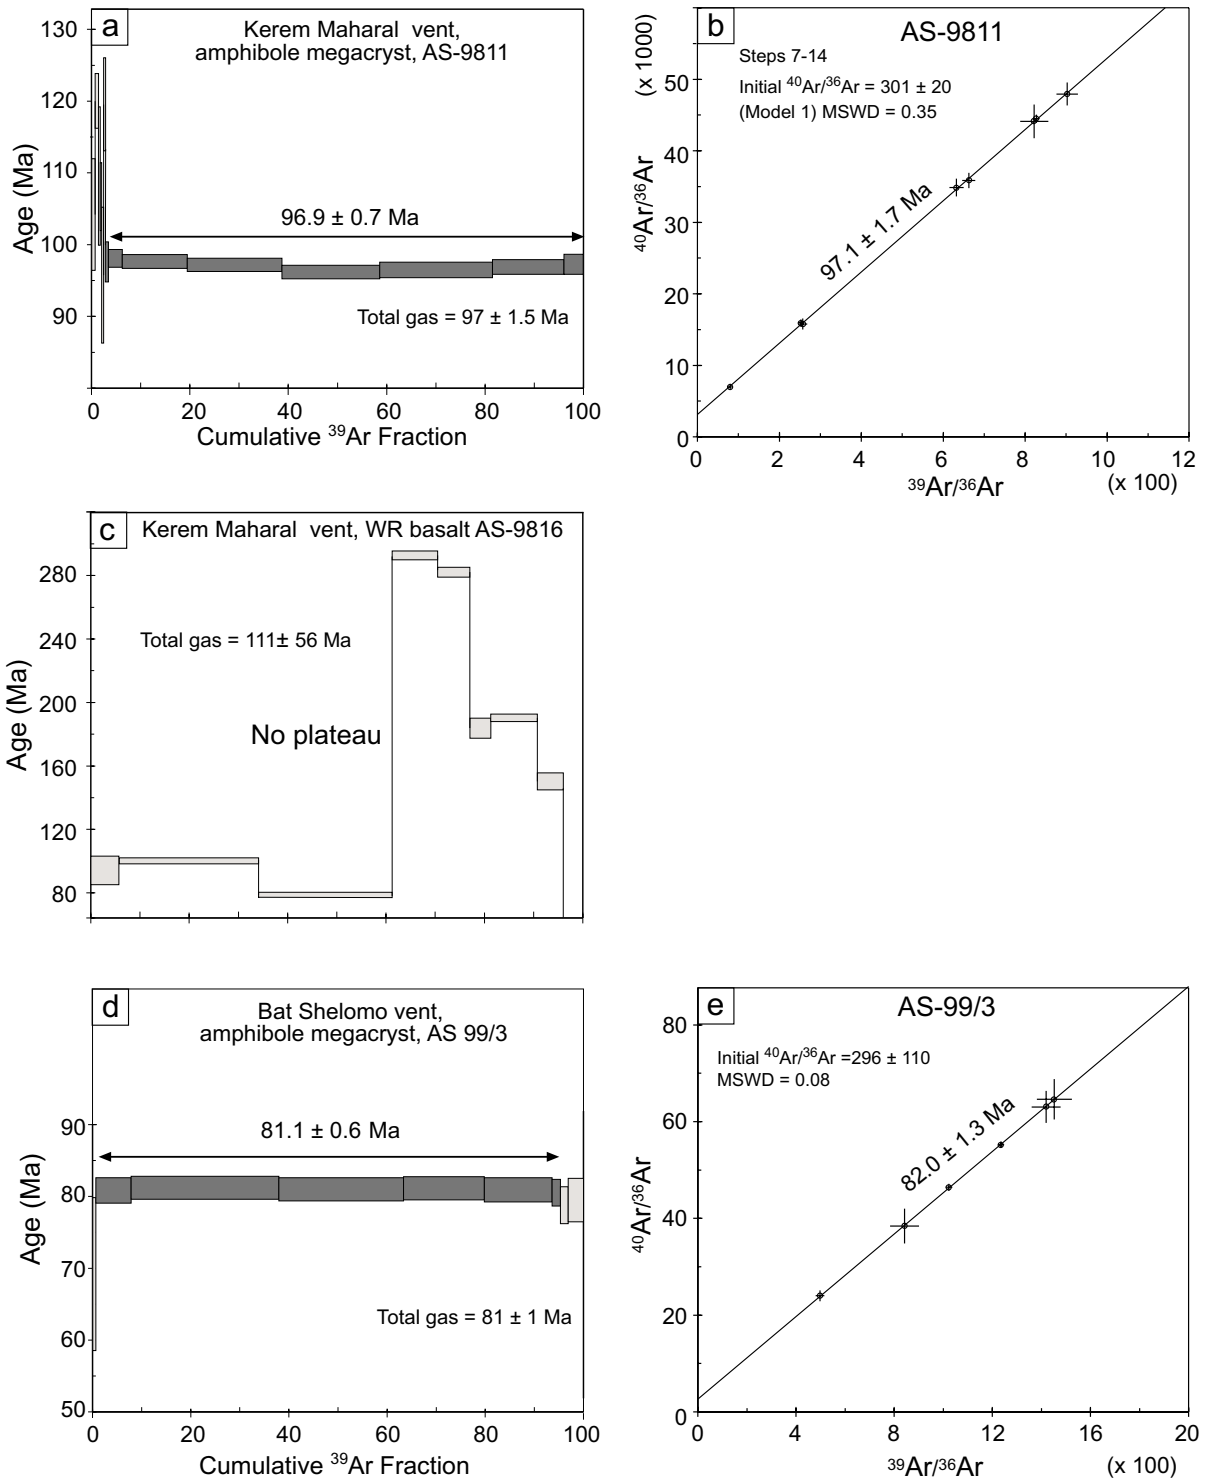 a
Kerem Maharal vent,
amphibole megacryst, AS-9811
130
120
110
100
90
Age (Ma)
96.9 ± 0.7 Ma
Total gas = 97 ± 1.5 Ma
0 20 40 60 80 100
Cumulative ³⁹Ar Fraction
b
AS-9811
Steps 7-14
Initial ⁴⁰Ar/³⁶Ar = 301 ± 20
(Model 1) MSWD = 0.35
(x 1000)
50
40
30
20
10
0
⁴⁰Ar/³⁶Ar
97.1 ± 1.7 Ma
0 2 4 6 8 10 12
³⁹Ar/³⁶Ar (x 100)
c
Kerem Maharal vent, WR basalt AS-9816
280
240
200
160
120
80
Age (Ma)
Total gas = 111± 56 Ma
No plateau
d
Bat Shelomo vent,
amphibole megacryst, AS 99/3
90
80
70
60
50
Age (Ma)
81.1 ± 0.6 Ma
Total gas = 81 ± 1 Ma
0 20 40 60 80 100
Cumulative ³⁹Ar Fraction
e
AS-99/3
Initial ⁴⁰Ar/³⁶Ar =296 ± 110
MSWD = 0.08
80
60
40
20
0
⁴⁰Ar/³⁶Ar
82.0 ± 1.3 Ma
0 4 8 12 16 20
³⁹Ar/³⁶Ar (x 100)